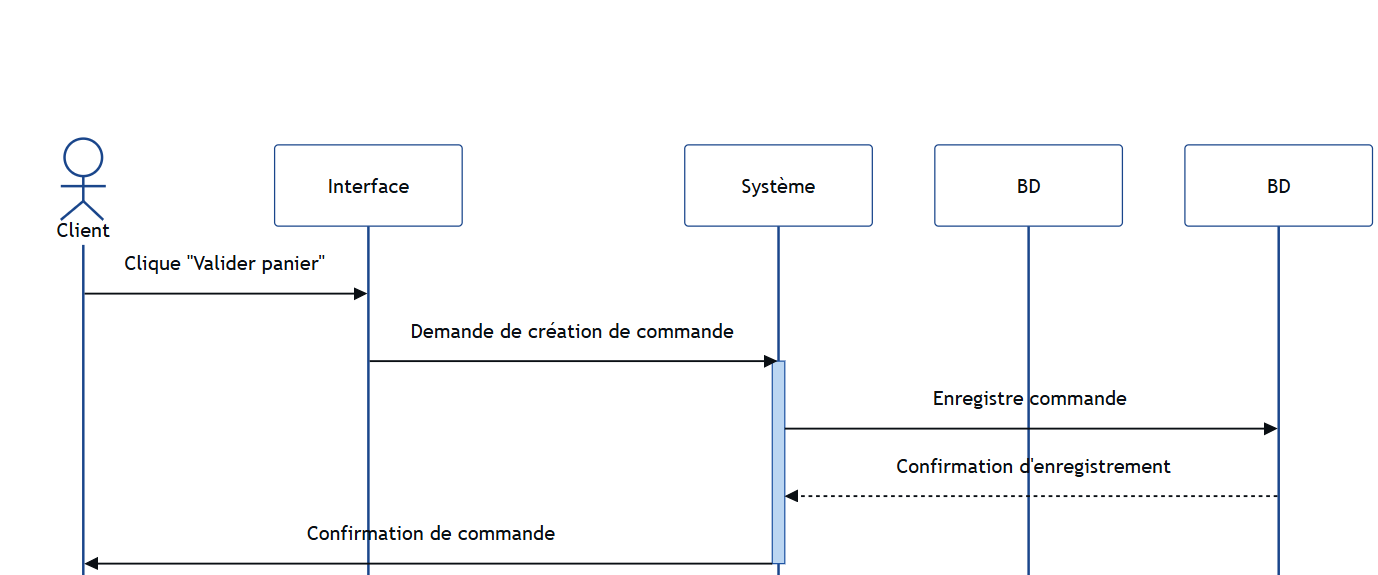 Client
Interface
Système
BD
BD
Clique "Valider panier"
Demande de création de commande
Enregistre commande
Confirmation d'enregistrement
Confirmation de commande